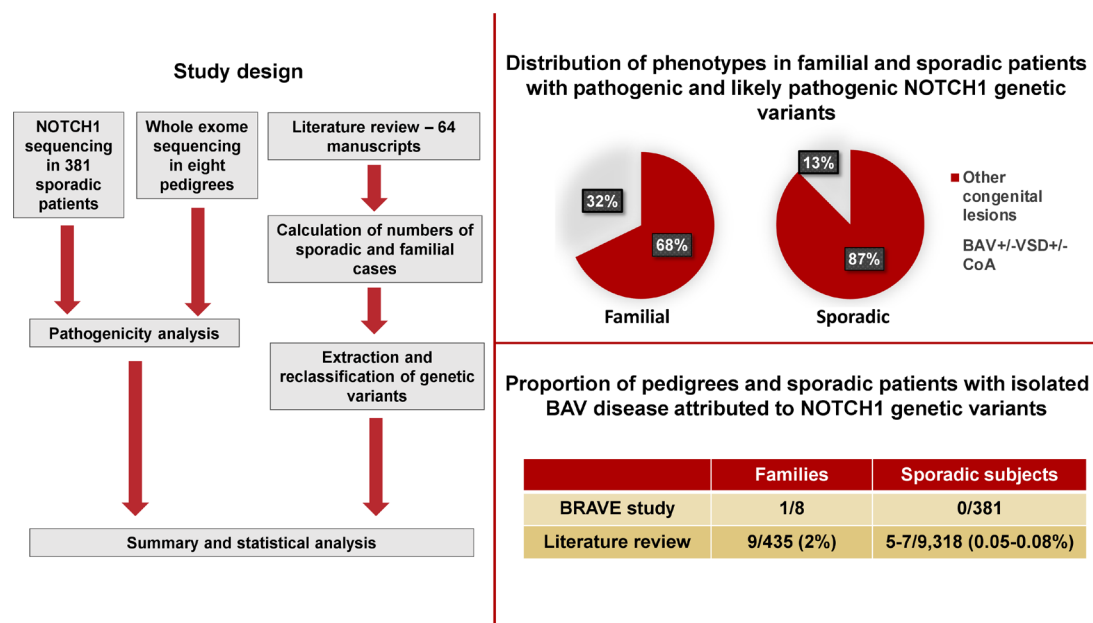 Study design
NOTCH1
sequencing
in 381
sporadic
patients
Whole exome
sequencing
in eight
pedigrees
Literature review – 64
manuscripts
Calculation of numbers of
sporadic and familial
cases
Pathogenicity analysis
Extraction and
reclassification of genetic
variants
Summary and statistical analysis
Distribution of phenotypes in familial and sporadic patients
with pathogenic and likely pathogenic NOTCH1 genetic
variants
32%
68%
Familial
13%
87%
Sporadic
Other
congenital
lesions
BAV+/-VSD+/-
CoA
Proportion of pedigrees and sporadic patients with isolated
BAV disease attributed to NOTCH1 genetic variants
Families Sporadic subjects
BRAVE study 1/8 0/381
Literature review 9/435 (2%) 5-7/9,318 (0.05-0.08%)